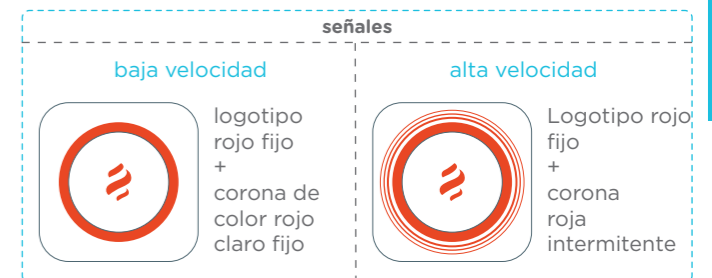 señales
baja velocidad
logotipo
rojo fijo
+
corona de
color rojo
claro fijo
alta velocidad
Logotipo rojo
fijo
+
corona
roja
intermitente